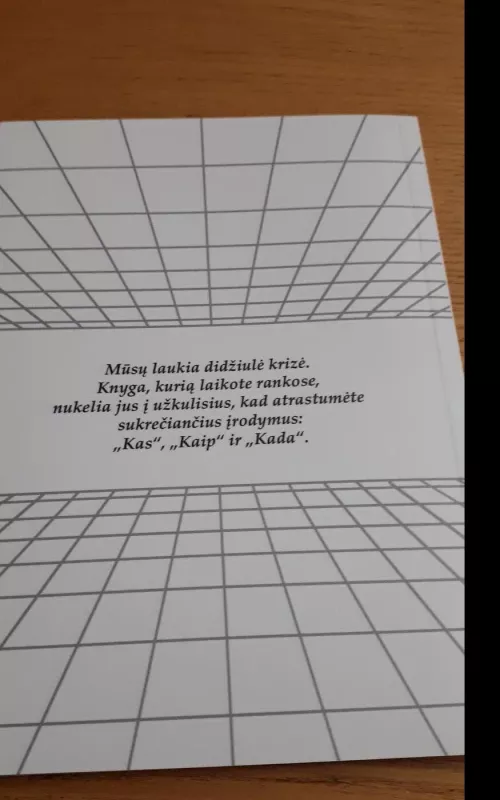 Mūsų laukia didžiulė krizė.
Knyga, kurią laikote rankose,
nukelia jus į užkulisius, kad atrastumėte
sukrečiančius įrodymus:
„Kas“, „Kaip“ ir „Kada“.